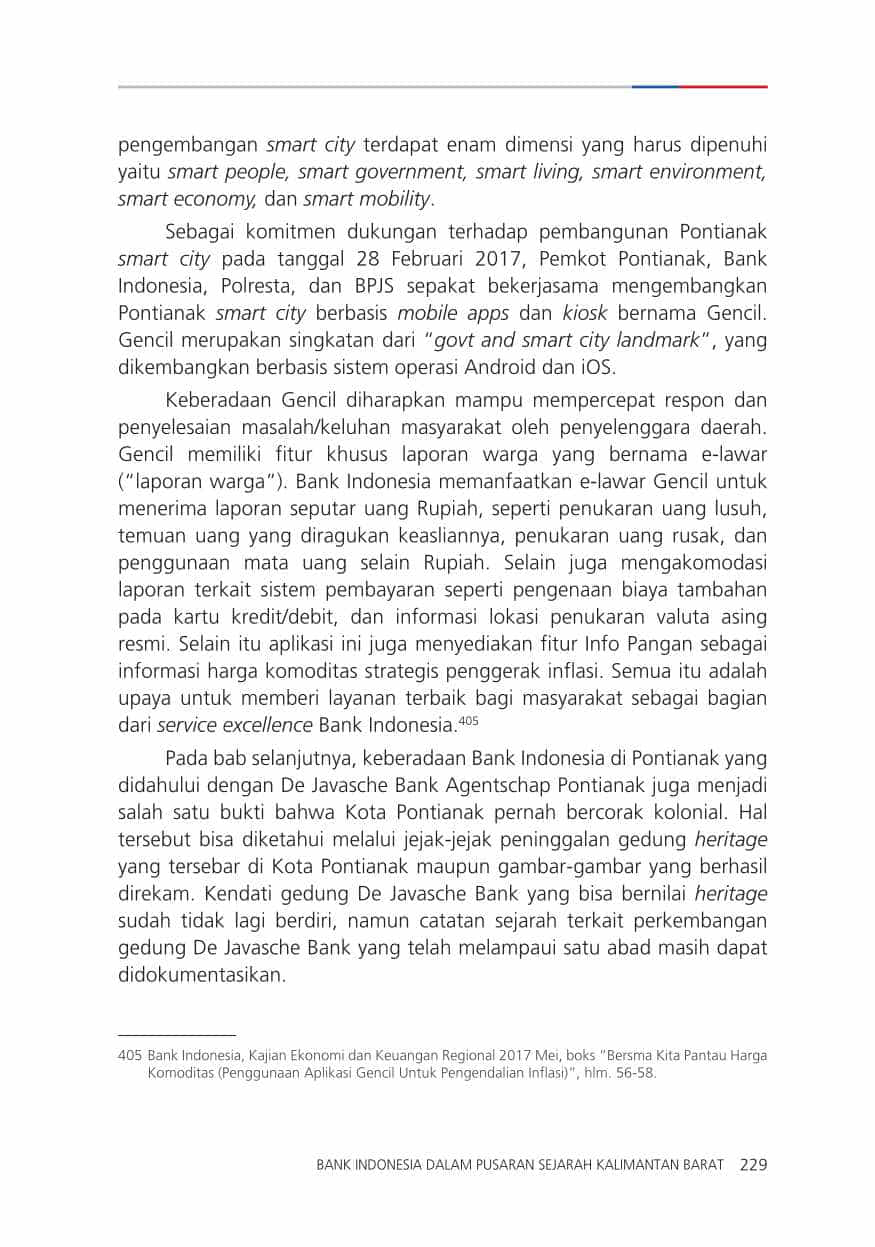 pengembangan smart city terdapat enam dimensi yang harus dipenuhi
yaitu smart people, smart government, smart living, smart environment,
smart economy, dan smart mobility.
Sebagai komitmen dukungan terhadap pembangunan Pontianak
smart city pada tanggal 28 Februari 2017, Pemkot Pontianak, Bank
Indonesia, Polresta, dan BPJS sepakat bekerjasama mengembangkan
Pontianak smart city berbasis mobile apps dan kiosk bernama Gencil.
Gencil merupakan singkatan dari “govt and smart city landmark”, yang
dikembangkan berbasis sistem operasi Android dan iOS.
Keberadaan Gencil diharapkan mampu mempercepat respon dan
penyelesaian masalah/keluhan masyarakat oleh penyelenggara daerah.
Gencil memiliki fitur khusus laporan warga yang bernama e-lawar
(“laporan warga”). Bank Indonesia memanfaatkan e-lawar Gencil untuk
menerima laporan seputar uang Rupiah, seperti penukaran uang lusuh,
temuan uang yang diragukan keasliannya, penukaran uang rusak, dan
penggunaan mata uang selain Rupiah. Selain juga mengakomodasi
laporan terkait sistem pembayaran seperti pengenaan biaya tambahan
pada kartu kredit/debit, dan informasi lokasi penukaran valuta asing
resmi. Selain itu aplikasi ini juga menyediakan fitur Info Pangan sebagai
informasi harga komoditas strategis penggerak inflasi. Semua itu adalah
upaya untuk memberi layanan terbaik bagi masyarakat sebagai bagian
dari service excellence Bank Indonesia.405
Pada bab selanjutnya, keberadaan Bank Indonesia di Pontianak yang
didahului dengan De Javasche Bank Agentschap Pontianak juga menjadi
salah satu bukti bahwa Kota Pontianak pernah bercorak kolonial. Hal
tersebut bisa diketahui melalui jejak-jejak peninggalan gedung heritage
yang tersebar di Kota Pontianak maupun gambar-gambar yang berhasil
direkam. Kendati gedung De Javasche Bank yang bisa bernilai heritage
sudah tidak lagi berdiri, namun catatan sejarah terkait perkembangan
gedung De Javasche Bank yang telah melampaui satu abad masih dapat
didokumentasikan.
405 Bank Indonesia, Kajian Ekonomi dan Keuangan Regional 2017 Mei, boks “Bersma Kita Pantau Harga
Komoditas (Penggunaan Aplikasi Gencil Untuk Pengendalian Inflasi)”, hlm. 56-58.
BANK INDONESIA DALAM PUSARAN SEJARAH KALIMANTAN BARAT 229